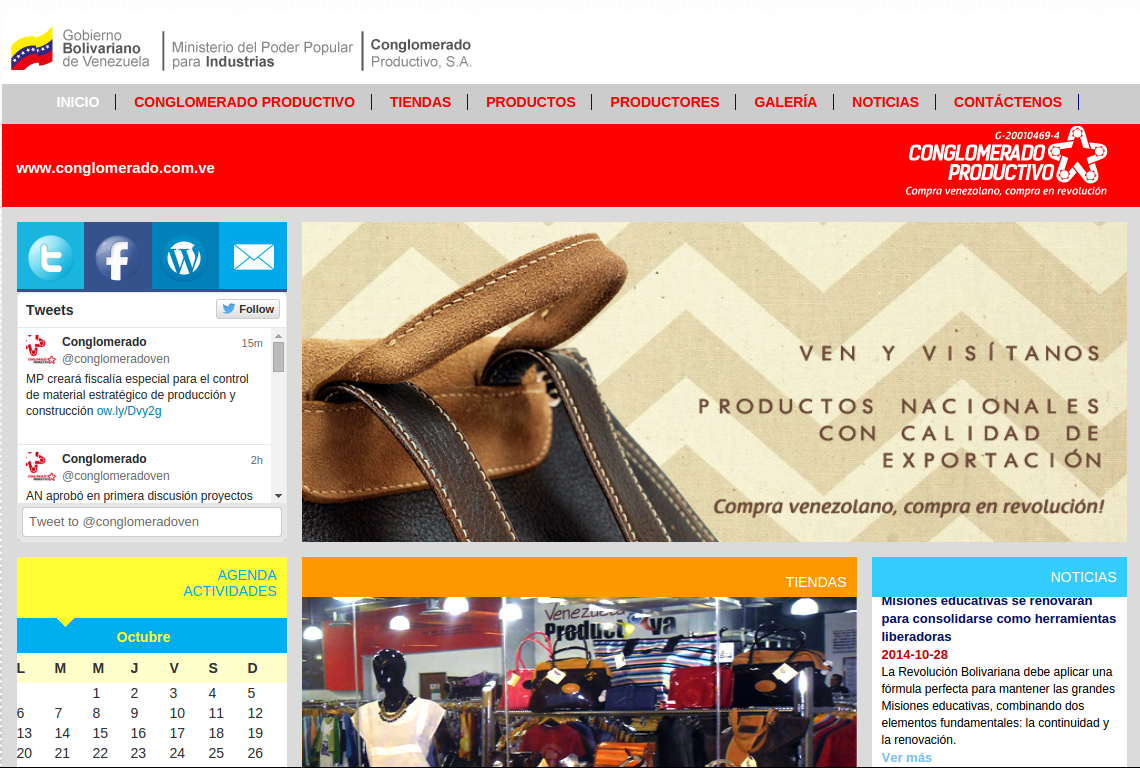 Gobierno
Bolivariano
de Venezuela
Ministerio del Poder Popular
para Industrias
Conglomerado
Productivo, S.A.
INICIO
CONGLOMERADO PRODUCTIVO
TIENDAS
PRODUCTOS
PRODUCTORES
GALERÍA
NOTICIAS
CONTÁCTENOS
www.conglomerado.com.ve
G-20010469-4
CONGLOMERADO
PRODUCTIVO
Compra venezolano, compra en revolución
Tweets
Follow
Conglomerado
15m
@conglomeradoven
MP creará fiscalía especial para el control
de material estratégico de producción y
construcción ow.ly/Dvy2g
Conglomerado
2h
@conglomeradoven
AN aprobó en primera discusión proyectos
Tweet to @conglomeradoven
VEN Y VISÍTANOS
PRODUCTOS NACIONALES
CON CALIDAD DE
EXPORTACIÓN
Compra venezolano, compra en revolución!
AGENDA
ACTIVIDADES
Octubre
L M M J V S D
1 2 3 4 5
6 7 8 9 10 11 12
13 14 15 16 17 18 19
20 21 22 23 24 25 26
TIENDAS
Venezuela
Product va
NOTICIAS
Misiones educativas se renovarán
para consolidarse como herramientas
liberadoras
2014-10-28
La Revolución Bolivariana debe aplicar una
fórmula perfecta para mantener las grandes
Misiones educativas, combinando dos
elementos fundamentales: la continuidad y
la renovación.
Ver más